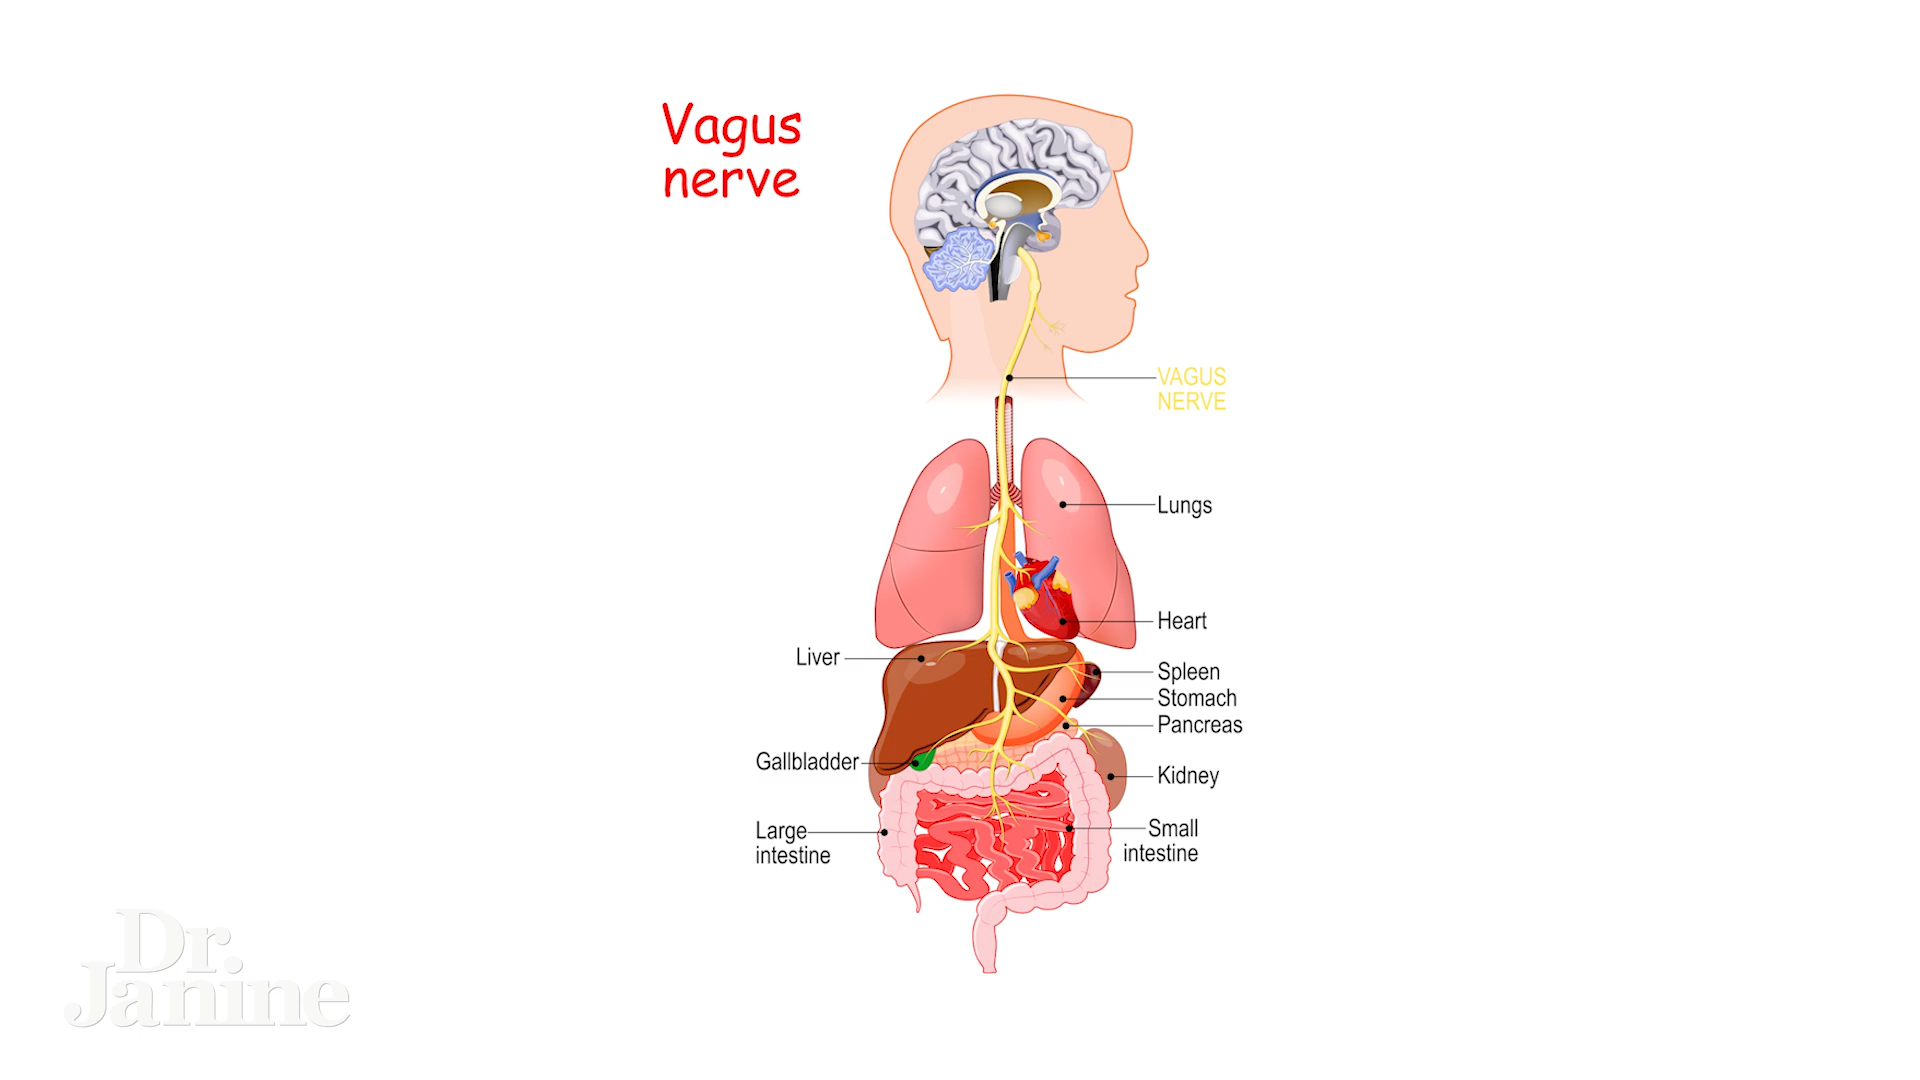 Vagus
nerve
VAGUS
NERVE
Lungs
Heart
Liver
Spleen
Stomach
Pancreas
Gallbladder
Kidney
Large
intestine
Small
intestine
Dr.
Janine